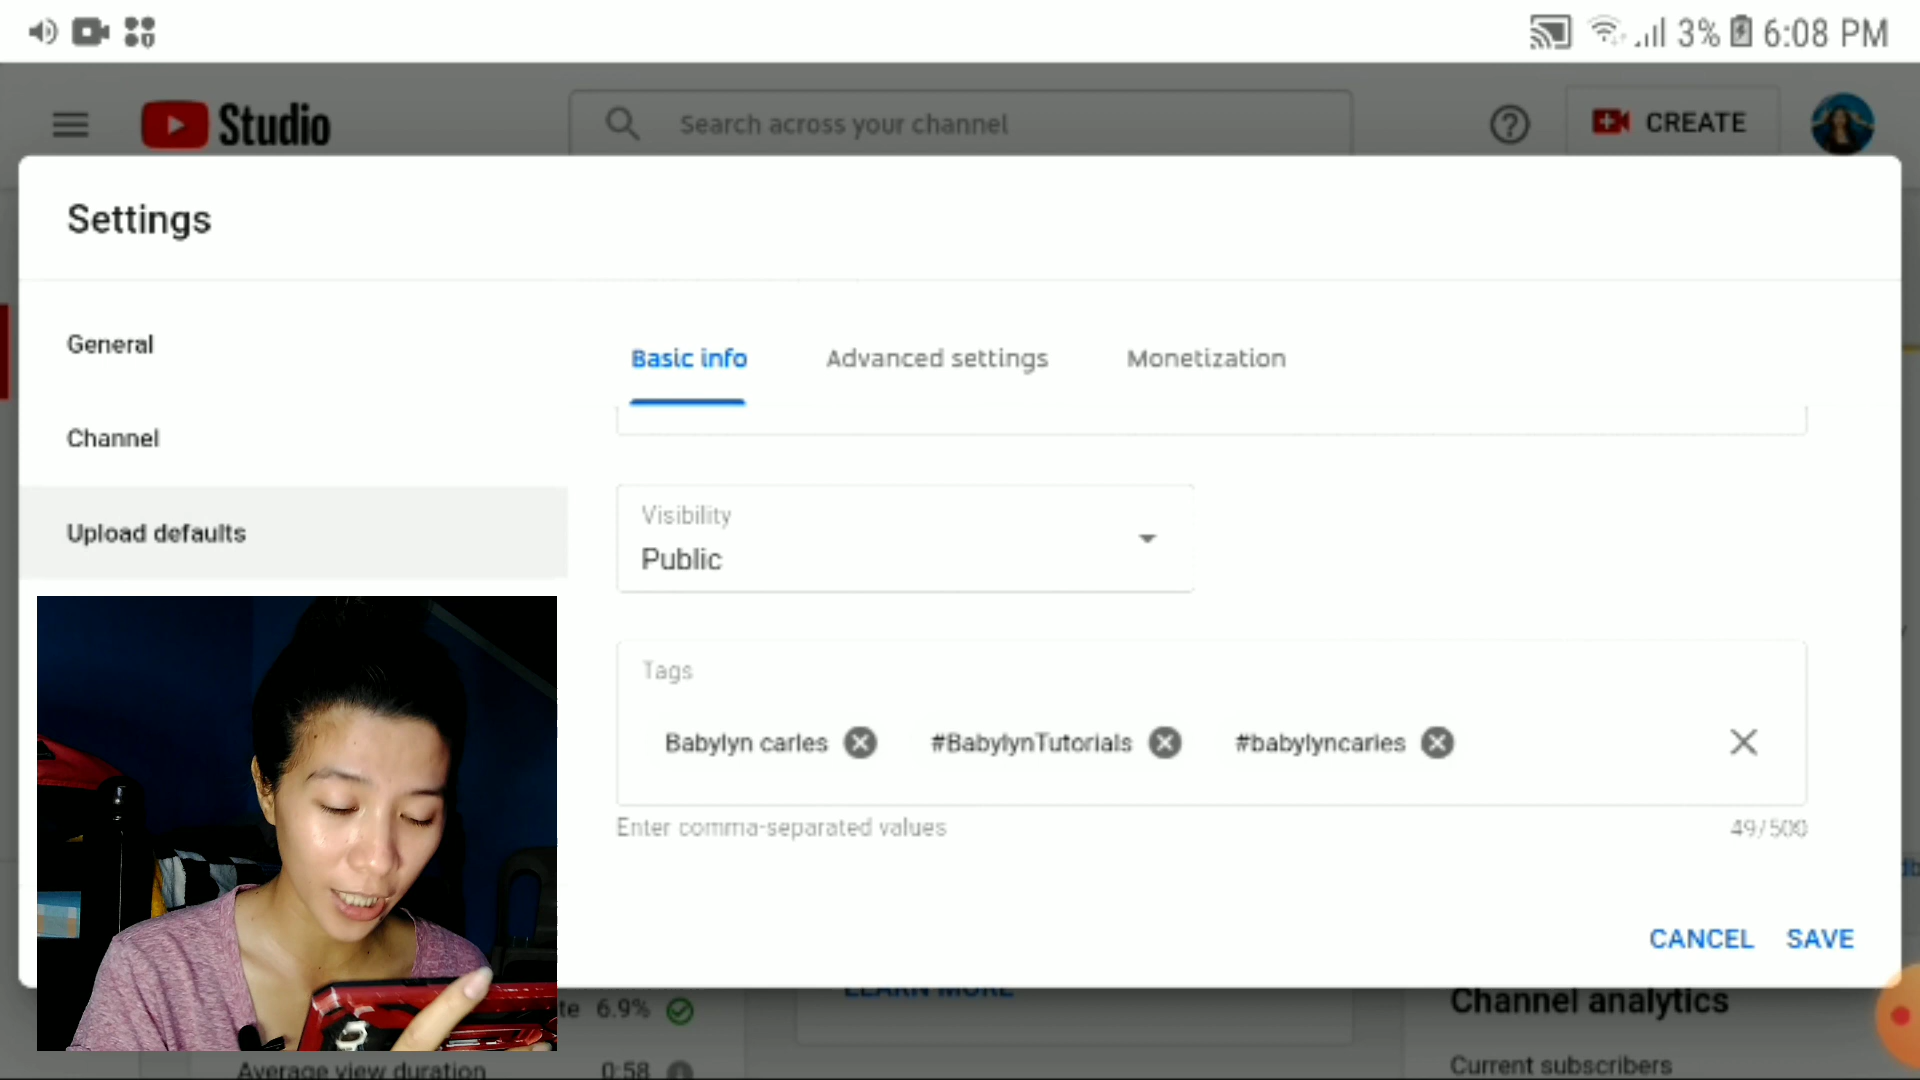 3% 6:08 PM
Studio
Search across your channel
CREATE
Settings
General
Channel
Upload defaults
Basic info
Advanced settings
Monetization
Visibility
Public
Tags
Babylyn carles
#BabylynTutorials
#babylyncarles
Enter comma-separated values
49/500
CANCEL
SAVE
LEARN MORE
6.9%
Channel analytics
Average view duration
0:58
Current subscribers